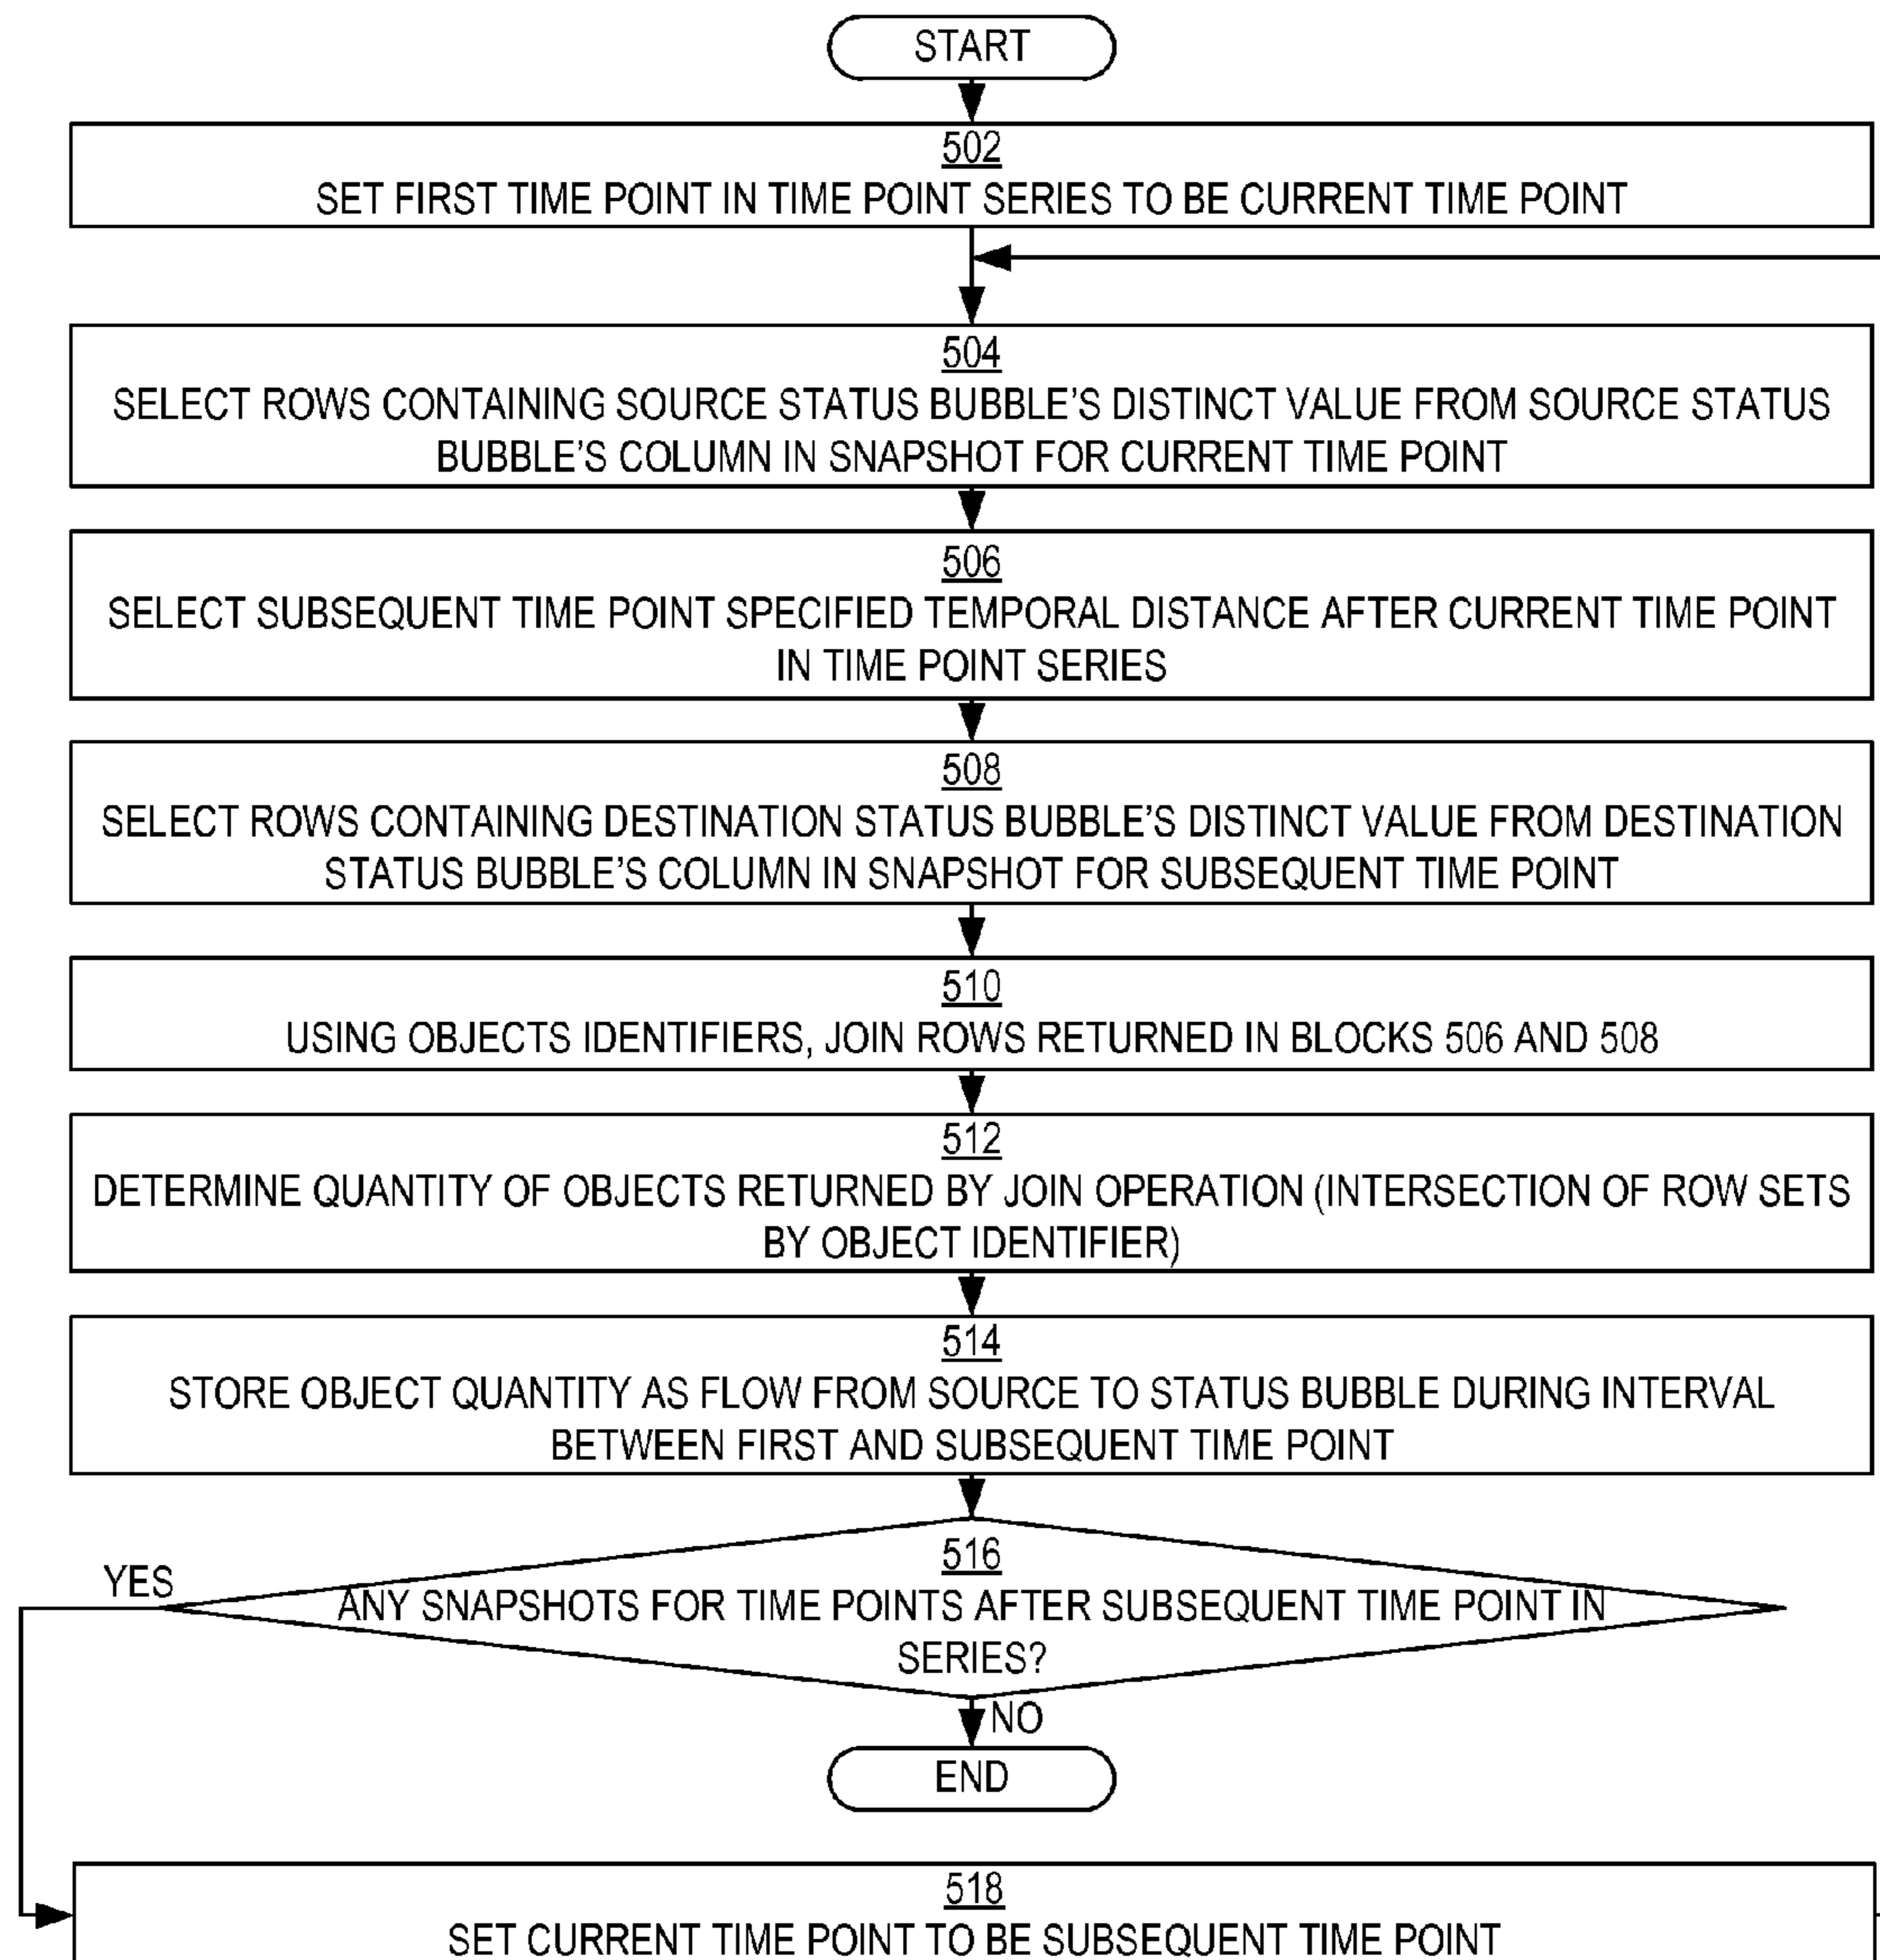 START
502
SET FIRST TIME POINT IN TIME POINT SERIES TO BE CURRENT TIME POINT
504
SELECT ROWS CONTAINING SOURCE STATUS BUBBLE'S DISTINCT VALUE FROM SOURCE STATUS
BUBBLE'S COLUMN IN SNAPSHOT FOR CURRENT TIME POINT
506
SELECT SUBSEQUENT TIME POINT SPECIFIED TEMPORAL DISTANCE AFTER CURRENT TIME POINT
IN TIME POINT SERIES
508
SELECT ROWS CONTAINING DESTINATION STATUS BUBBLE'S DISTINCT VALUE FROM DESTINATION
STATUS BUBBLE'S COLUMN IN SNAPSHOT FOR SUBSEQUENT TIME POINT
510
USING OBJECTS IDENTIFIERS, JOIN ROWS RETURNED IN BLOCKS 506 AND 508
512
DETERMINE QUANTITY OF OBJECTS RETURNED BY JOIN OPERATION (INTERSECTION OF ROW SETS
BY OBJECT IDENTIFIER)
514
STORE OBJECT QUANTITY AS FLOW FROM SOURCE TO STATUS BUBBLE DURING INTERVAL
BETWEEN FIRST AND SUBSEQUENT TIME POINT
516
YES
ANY SNAPSHOTS FOR TIME POINTS AFTER SUBSEQUENT TIME POINT IN
SERIES?
NO
END
518
SET CURRENT TIME POINT TO BE SUBSEQUENT TIME POINT